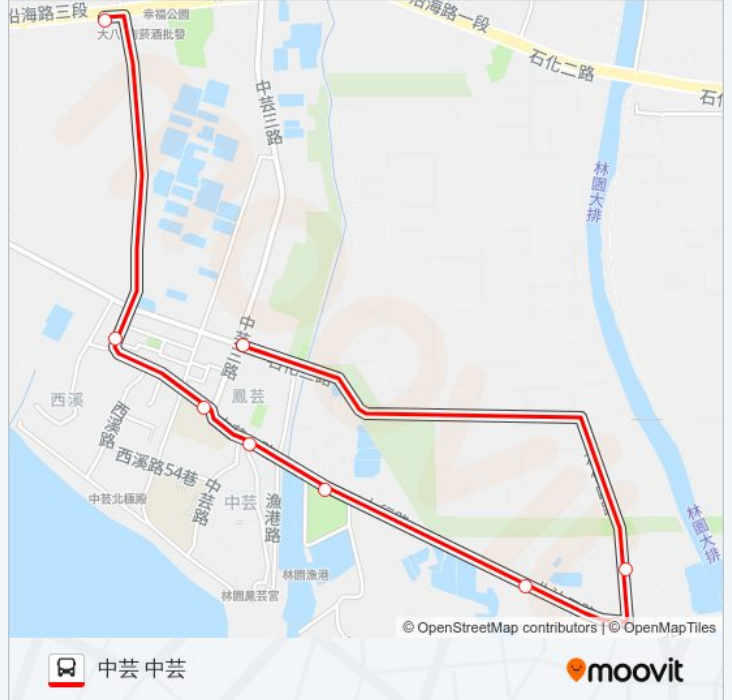 沿海路三段
幸福公園
沿海路一段
石化二路
中芸三路
林園大排
中芸三路
鳳芸
西溪
西溪路
西溪路54巷
中芸北極殿
中芸路
中芸
漁港路
林園漁港
林園鳳芸宮
林園大排
© OpenStreetMap contributors | © OpenMapTiles
中芸 中芸
moovit